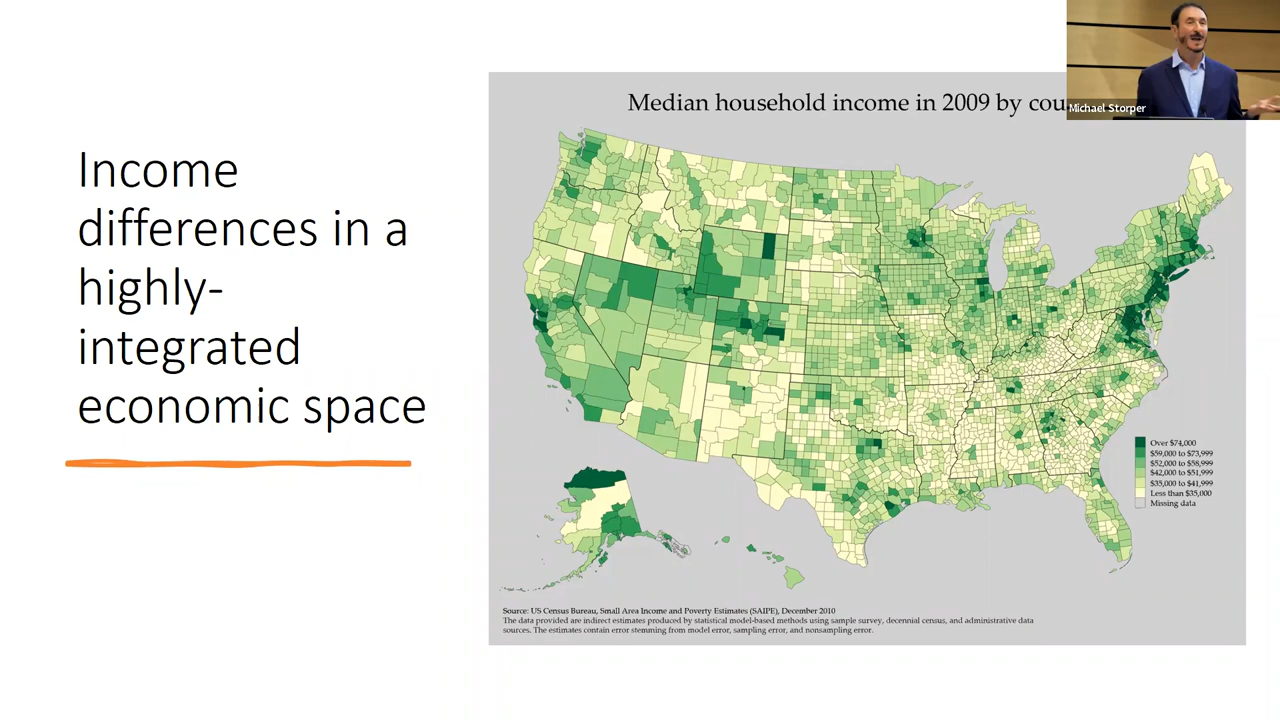 Income
differences in a
highly-
integrated
economic space
Median household income in 2009 by cou
Michael Storper
Over $74,000
$59,000 to $73,999
$52,000 to $58,999
$42,000 to $51,999
$35,000 to $41,999
Less than $35,000
Missing data
Source: US Census Bureau, Small Area Income and Poverty Estimates (SAIPE), December 2010
The data provided are indirect estimates produced by statistical model-based methods using sample survey, decennial census, and administrative data
sources. The estimates contain error stemming from model error, sampling error, and nonsampling error.